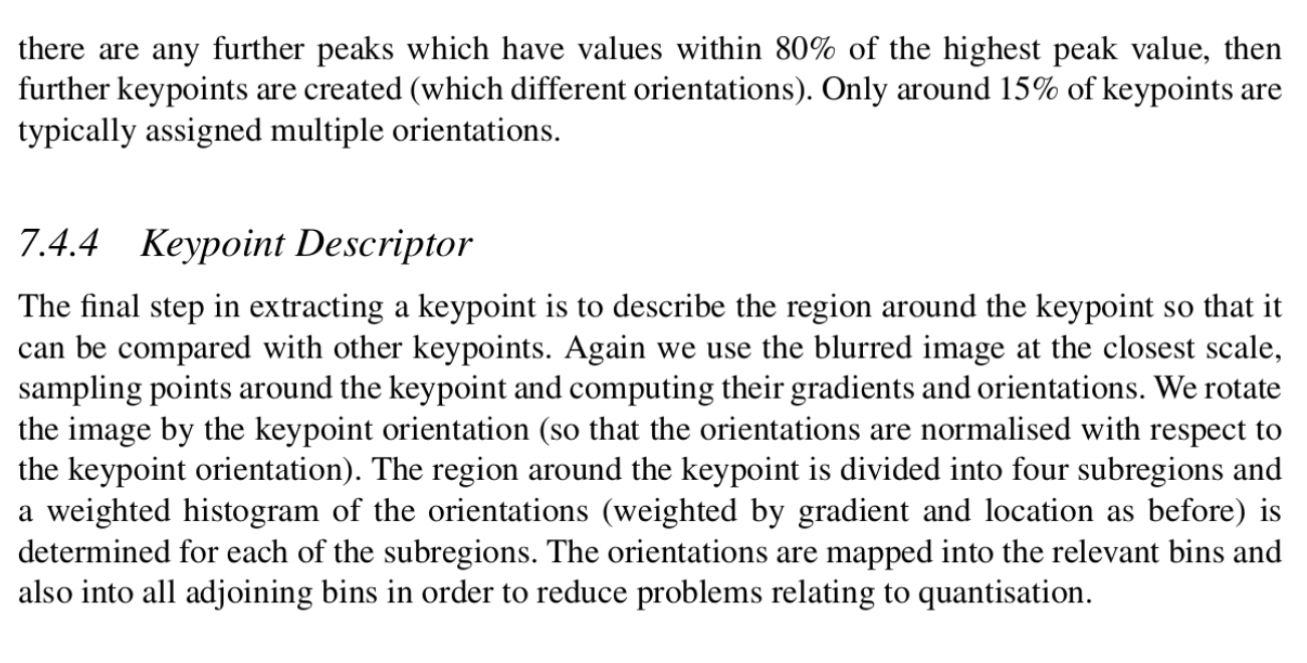 there are any further peaks which have values within 80% of the highest peak value, then
further keypoints are created (which different orientations). Only around 15% of keypoints are
typically assigned multiple orientations.
7.4.4 Keypoint Descriptor
The final step in extracting a keypoint is to describe the region around the keypoint so that it
can be compared with other keypoints. Again we use the blurred image at the closest scale,
sampling points around the keypoint and computing their gradients and orientations. We rotate
the image by the keypoint orientation (so that the orientations are normalised with respect to
the keypoint orientation). The region around the keypoint is divided into four subregions and
a weighted histogram of the orientations (weighted by gradient and location as before) is
determined for each of the subregions. The orientations are mapped into the relevant bins and
also into all adjoining bins in order to reduce problems relating to quantisation.